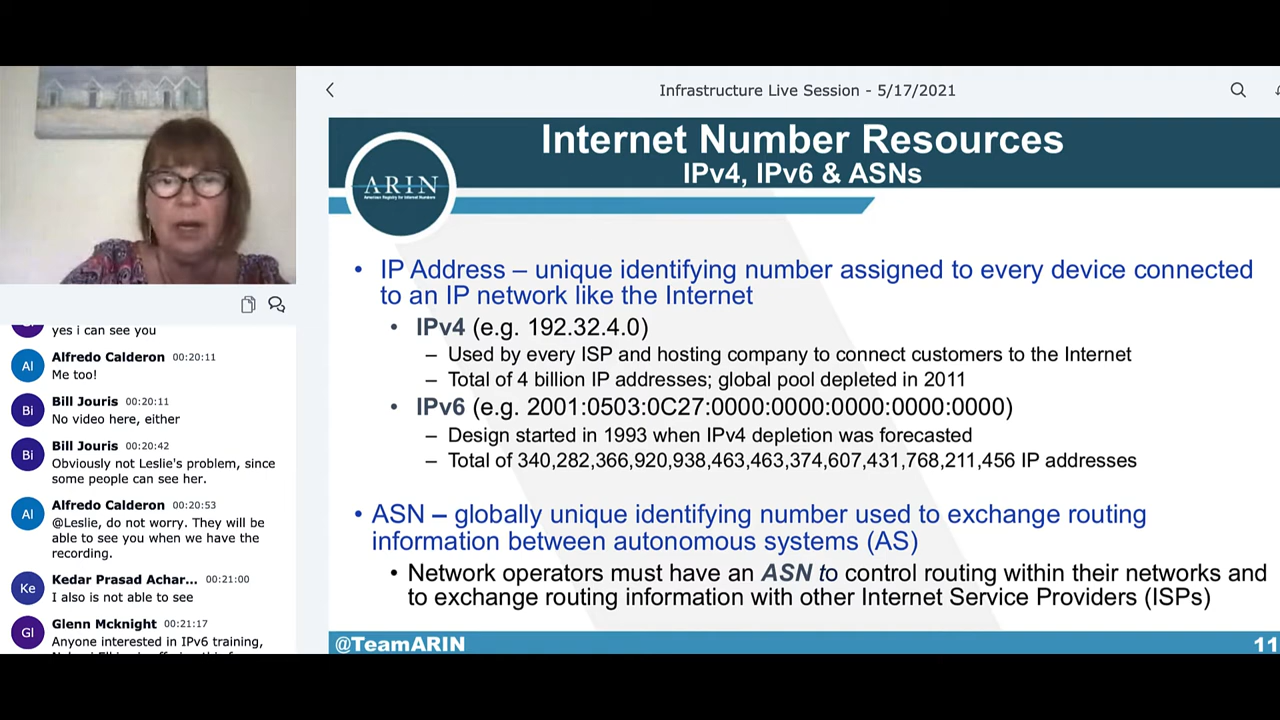 Infrastructure Live Session - 5/17/2021
Internet Number Resources
IPv4, IPv6 & ASNs
ARIN
American Registry for Internet Numbers
• IP Address – unique identifying number assigned to every device connected
to an IP network like the Internet
• IPv4 (e.g. 192.32.4.0)
– Used by every ISP and hosting company to connect customers to the Internet
– Total of 4 billion IP addresses; global pool depleted in 2011
• IPv6 (e.g. 2001:0503:0C27:0000:0000:0000:0000:0000)
– Design started in 1993 when IPv4 depletion was forecasted
– Total of 340,282,366,920,938,463,463,374,607,431,768,211,456 IP addresses
• ASN – globally unique identifying number used to exchange routing
information between autonomous systems (AS)
• Network operators must have an ASN to control routing within their networks and
to exchange routing information with other Internet Service Providers (ISPs)
@TeamARIN
11
yes i can see you
Al
Alfredo Calderon 00:20:11
Me too!
Bi
Bill Jouris 00:20:11
No video here, either
Bi
Bill Jouris 00:20:42
Obviously not Leslie's problem, since
some people can see her.
Al
Alfredo Calderon 00:20:53
@Leslie, do not worry. They will be
able to see you when we have the
recording.
Ke
Kedar Prasad Achar... 00:21:00
I also is not able to see
Gl
Glenn Mcknight 00:21:17
Anyone interested in IPv6 training,